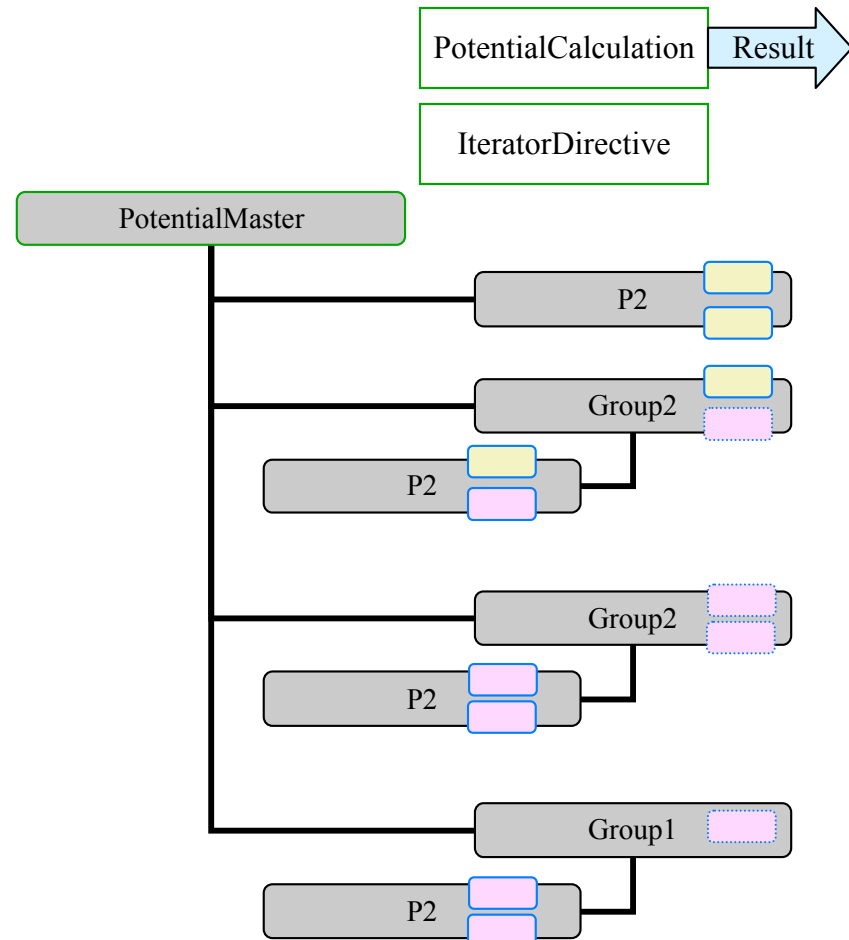 PotentialCalculation
Result
IteratorDirective
PotentialMaster
P2
Group2
P2
Group2
P2
Group1
P2